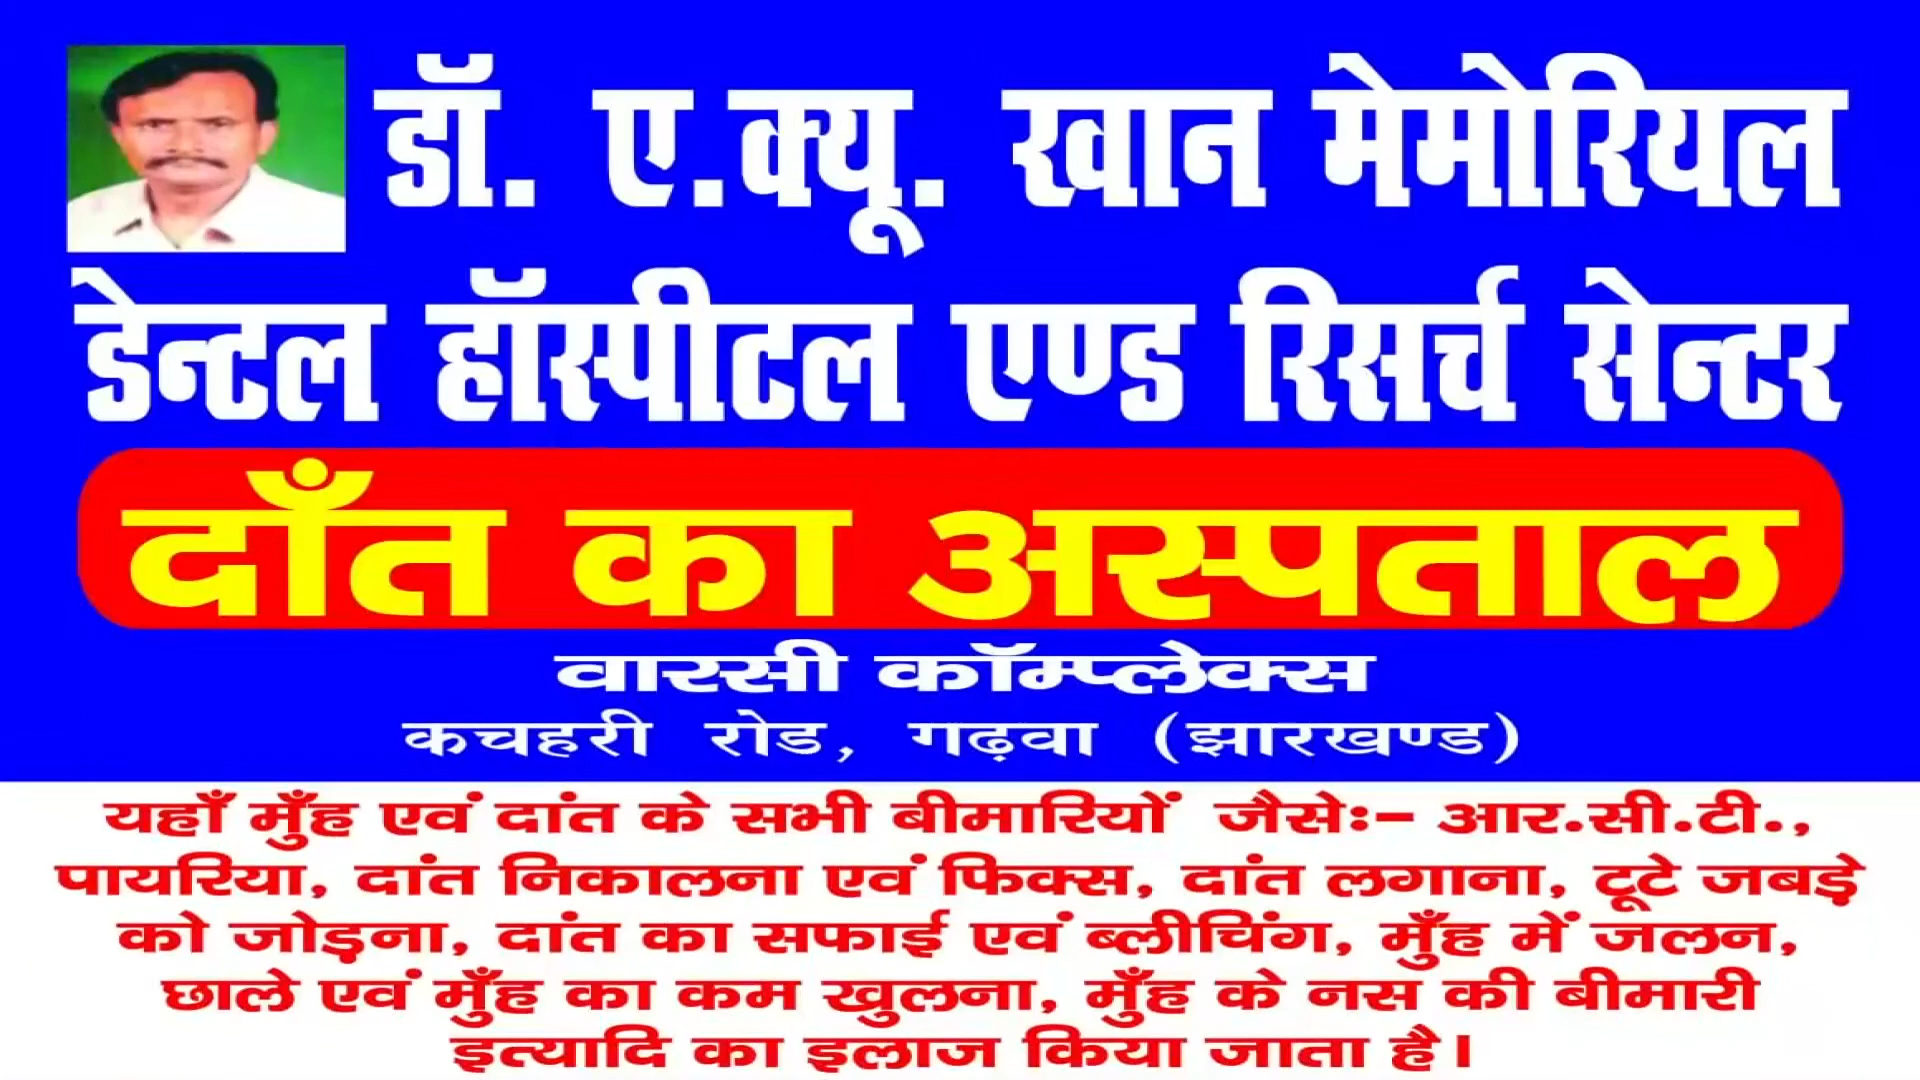 डॉ. ए.क्यू. खान मेमोरियल
डेन्टल हॉस्पीटल एण्ड रिसर्च सेन्टर
दाँत का अस्पताल
वारसी कॉम्प्लेक्स
कचहरी रोड, गढ़वा (झारखण्ड)
यहाँ मुँह एवं दांत के सभी बीमारियों जैसेः- आर.सी.टी.,
पायरिया, दांत निकालना एवं फिक्स, दांत लगाना, टूटे जबड़े
को जोड़ना, दांत का सफाई एवं ब्लीचिंग, मुँह में जलन,
छाले एवं मुँह का कम खुलना, मुँह के नस की बीमारी
इत्यादि का इलाज किया जाता है।